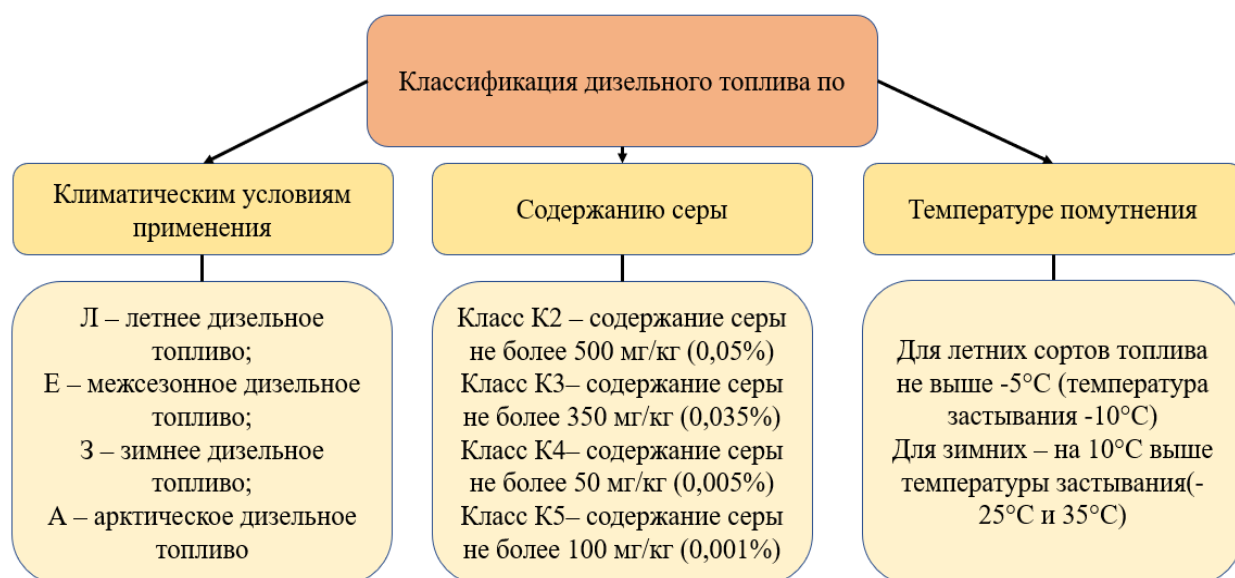 Классификация дизельного топлива по
Климатическим условиям
применения
Содержанию серы
Температуре помутнения
Л – летнее дизельное
топливо;
Е – межсезонное дизельное
топливо;
З – зимнее дизельное
топливо;
А – арктическое дизельное
топливо
Класс К2 – содержание серы
не более 500 мг/кг (0,05%)
Класс К3– содержание серы
не более 350 мг/кг (0,035%)
Класс К4– содержание серы
не более 50 мг/кг (0,005%)
Класс К5– содержание серы
не более 100 мг/кг (0,001%)
Для летних сортов топлива
не выше -5°С (температура
застывания -10°С)
Для зимних – на 10°С выше
температуры застывания(-
25°С и 35°С)